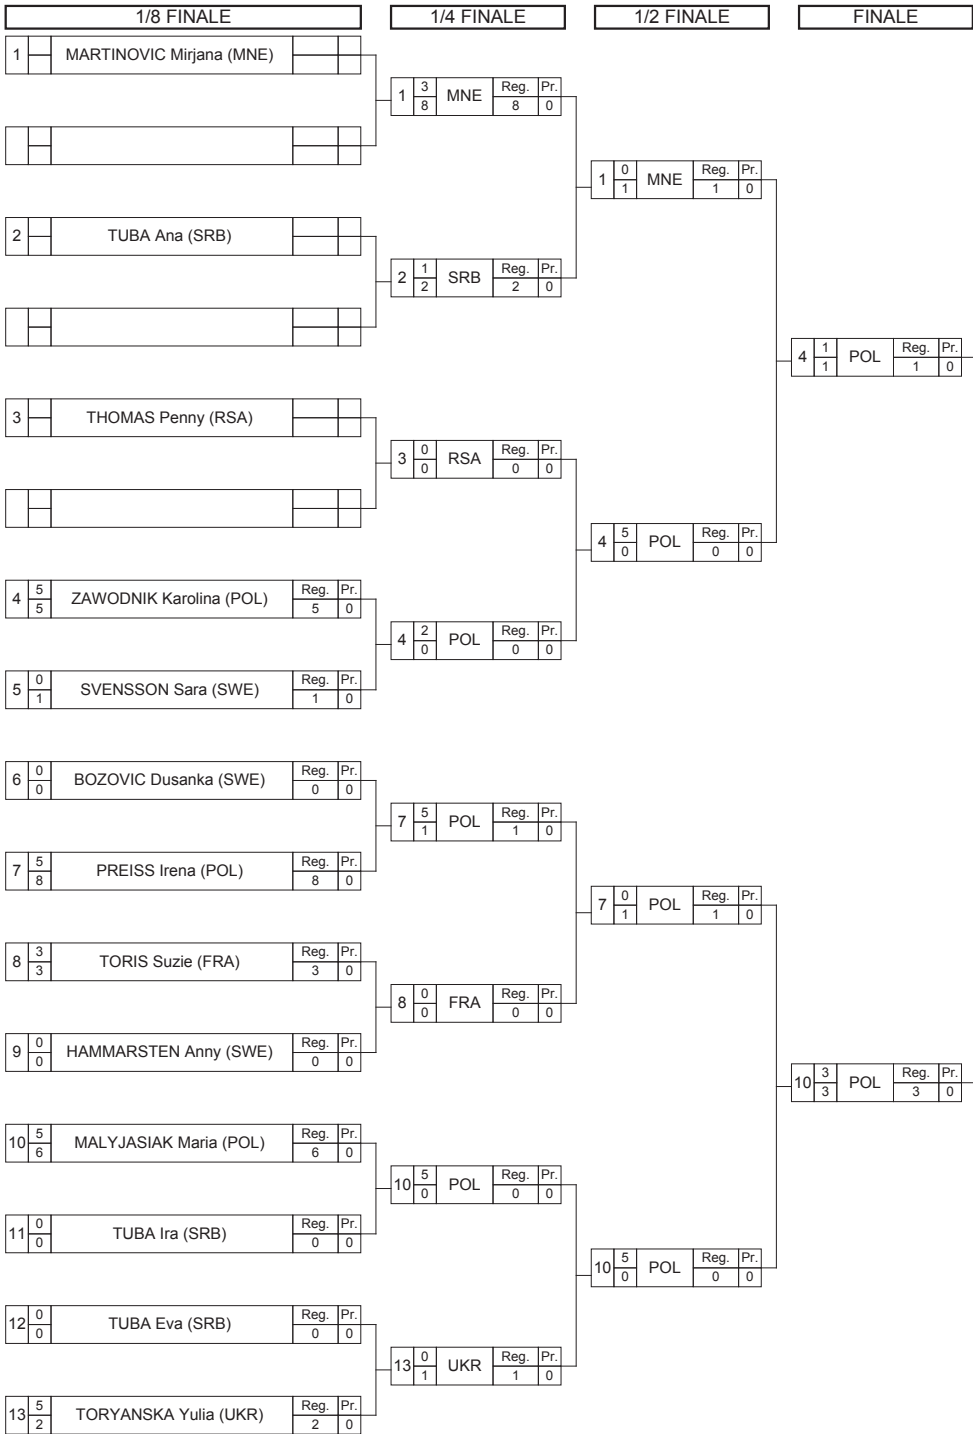 1/8 FINALE 1/4 FINALE 1/2 FINALE FINALE
1 MARTINOVIC Mirjana (MNE)
1 3 8 MNE Reg. Pr. 8 0
1 0 1 MNE Reg. Pr. 1 0
2 TUBA Ana (SRB)
2 1 2 SRB Reg. Pr. 2 0
4 1 1 POL Reg. Pr. 1 0
3 THOMAS Penny (RSA)
3 0 0 RSA Reg. Pr. 0 0
4 5 0 POL Reg. Pr. 0 0
4 5 5 ZAWODNIK Karolina (POL) Reg. Pr. 5 0
4 2 0 POL Reg. Pr. 0 0
5 0 1 SVENSSON Sara (SWE) Reg. Pr. 1 0
6 0 0 BOZOVIC Dusanka (SWE) Reg. Pr. 0 0
7 5 1 POL Reg. Pr. 1 0
7 5 8 PREISS Irena (POL) Reg. Pr. 8 0
7 0 1 POL Reg. Pr. 1 0
8 3 3 TORIS Suzie (FRA) Reg. Pr. 3 0
8 0 0 FRA Reg. Pr. 0 0
9 0 0 HAMMARSTEN Anny (SWE) Reg. Pr. 0 0
10 3 3 POL Reg. Pr. 3 0
10 5 6 MALYJASIAK Maria (POL) Reg. Pr. 6 0
10 5 0 POL Reg. Pr. 0 0
11 0 0 TUBA Ira (SRB) Reg. Pr. 0 0
10 5 0 POL Reg. Pr. 0 0
12 0 0 TUBA Eva (SRB) Reg. Pr. 0 0
13 0 1 UKR Reg. Pr. 1 0
13 5 2 TORYANSKA Yulia (UKR) Reg. Pr. 2 0